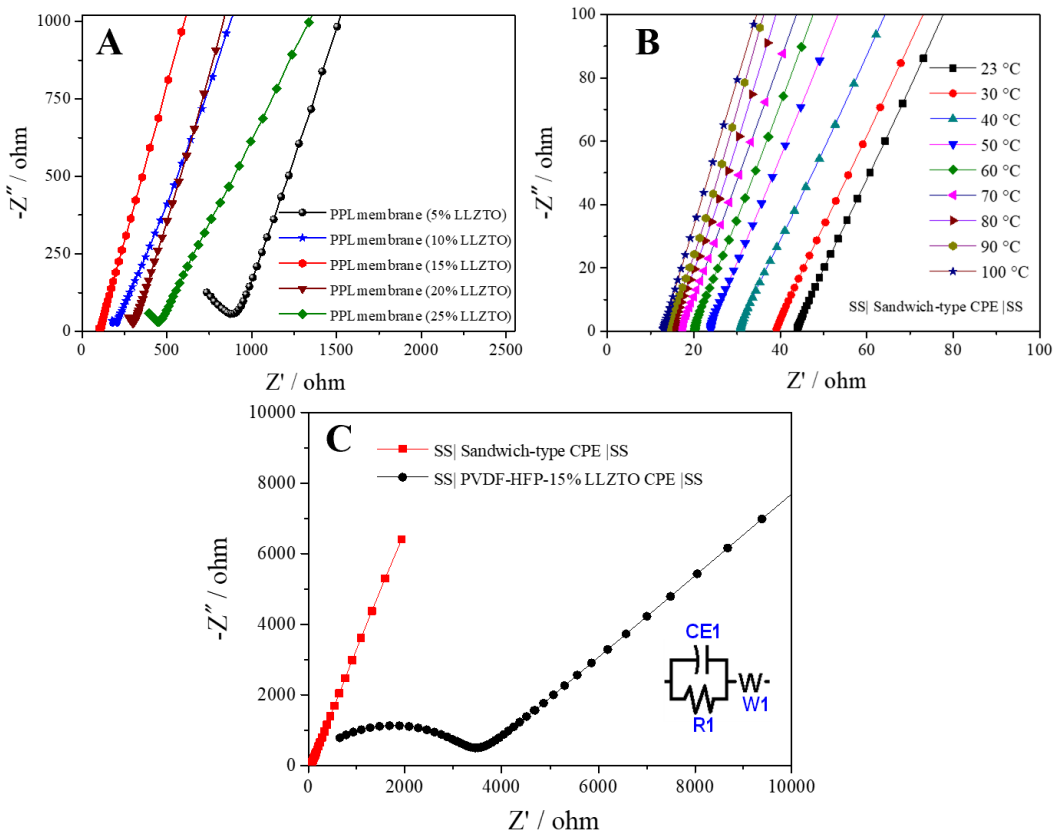 A
1000
750
500
250
0
-Z″ / ohm
0
500
1000
1500
2000
2500
Z' / ohm
PPL membrane (5% LLZTO)
PPL membrane (10% LLZTO)
PPL membrane (15% LLZTO)
PPL membrane (20% LLZTO)
PPL membrane (25% LLZTO)
B
100
80
60
40
20
0
-Z″ / ohm
0
20
40
60
80
100
Z' / ohm
23 °C
30 °C
40 °C
50 °C
60 °C
70 °C
80 °C
90 °C
100 °C
SS| Sandwich-type CPE |SS
C
10000
8000
6000
4000
2000
0
-Z″ / ohm
0
2000
4000
6000
8000
10000
Z' / ohm
SS| Sandwich-type CPE |SS
SS| PVDF-HFP-15% LLZTO CPE |SS
CE1
R1
W1